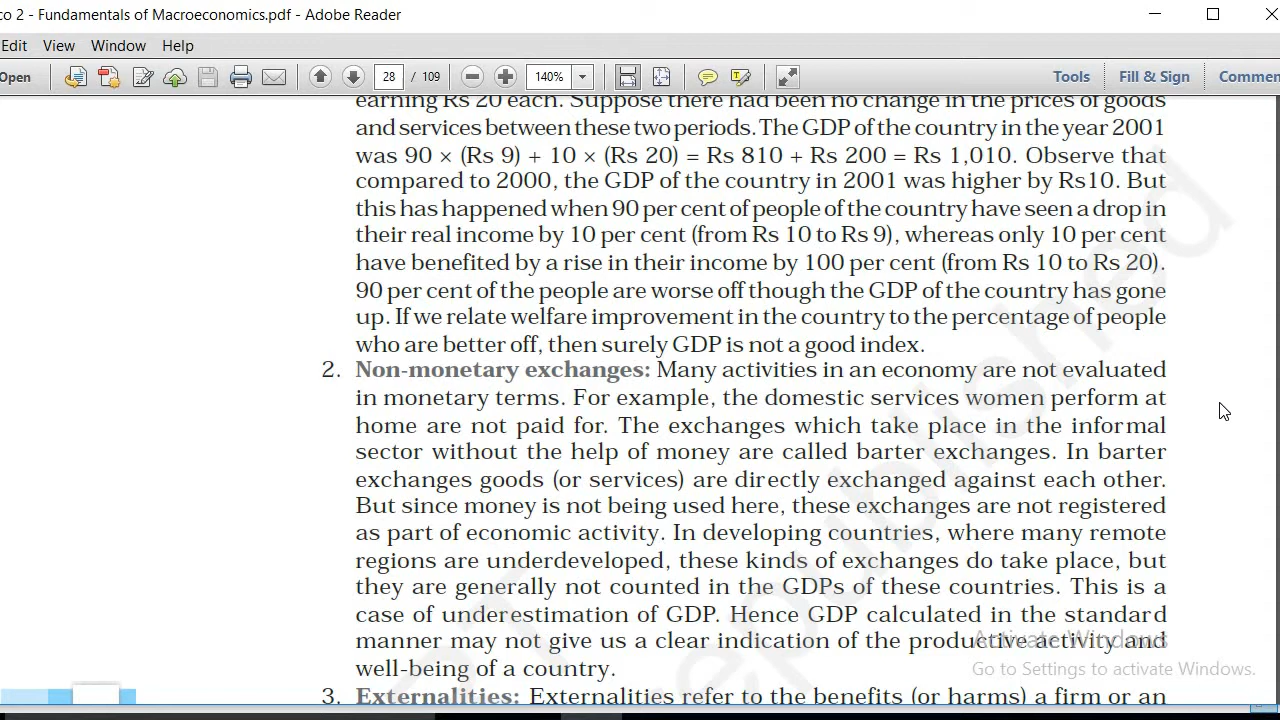 co 2 - Fundamentals of Macroeconomics.pdf - Adobe Reader
Edit View Window Help
Open 28 / 109 140% Tools Fill & Sign Commen
earning Rs 20 each. Suppose there had been no change in the prices of goods
and services between these two periods. The GDP of the country in the year 2001
was 90 × (Rs 9) + 10 × (Rs 20) = Rs 810 + Rs 200 = Rs 1,010. Observe that
compared to 2000, the GDP of the country in 2001 was higher by Rs10. But
this has happened when 90 per cent of people of the country have seen a drop in
their real income by 10 per cent (from Rs 10 to Rs 9), whereas only 10 per cent
have benefited by a rise in their income by 100 per cent (from Rs 10 to Rs 20).
90 per cent of the people are worse off though the GDP of the country has gone
up. If we relate welfare improvement in the country to the percentage of people
who are better off, then surely GDP is not a good index.
2. Non-monetary exchanges: Many activities in an economy are not evaluated
in monetary terms. For example, the domestic services women perform at
home are not paid for. The exchanges which take place in the informal
sector without the help of money are called barter exchanges. In barter
exchanges goods (or services) are directly exchanged against each other.
But since money is not being used here, these exchanges are not registered
as part of economic activity. In developing countries, where many remote
regions are underdeveloped, these kinds of exchanges do take place, but
they are generally not counted in the GDPs of these countries. This is a
case of underestimation of GDP. Hence GDP calculated in the standard
manner may not give us a clear indication of the productive activity and
well-being of a country.
3. Externalities: Externalities refer to the benefits (or harms) a firm or an
Activate Windows
Go to Settings to activate Windows.